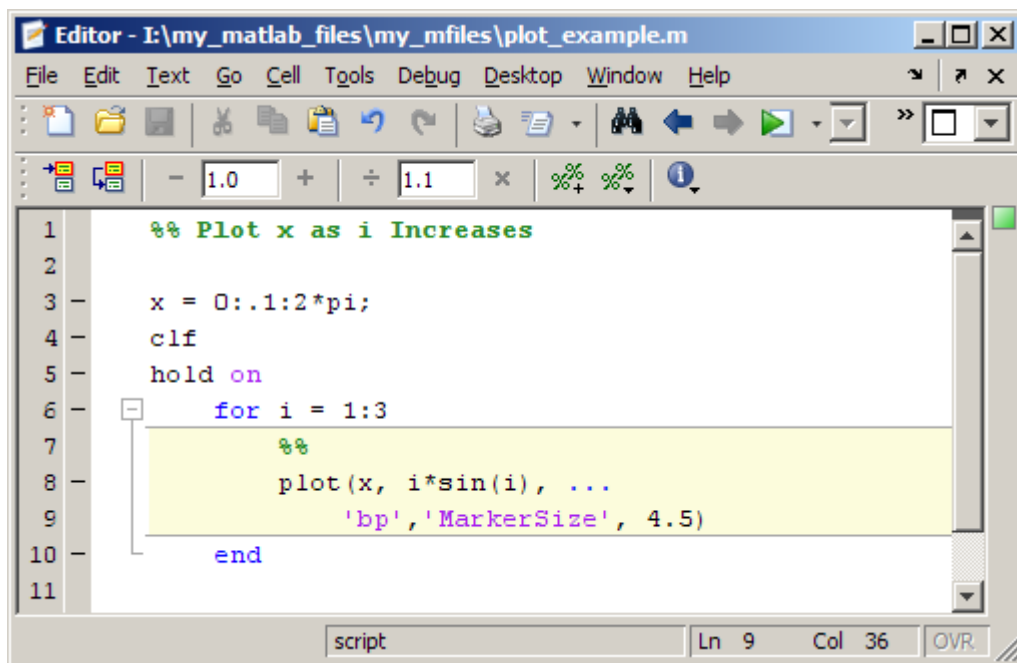 Editor - I:\my_matlab_files\my_mfiles\plot_example.m
File Edit Text Go Cell Tools Debug Desktop Window Help
1.0 1.1
1 %% Plot x as i Increases
2
3 – x = 0:.1:2*pi;
4 – clf
5 – hold on
6 – for i = 1:3
7 %%
8 – plot(x, i*sin(i), ...
9 'bp','MarkerSize', 4.5)
10 – end
11
script Ln 9 Col 36 OVR